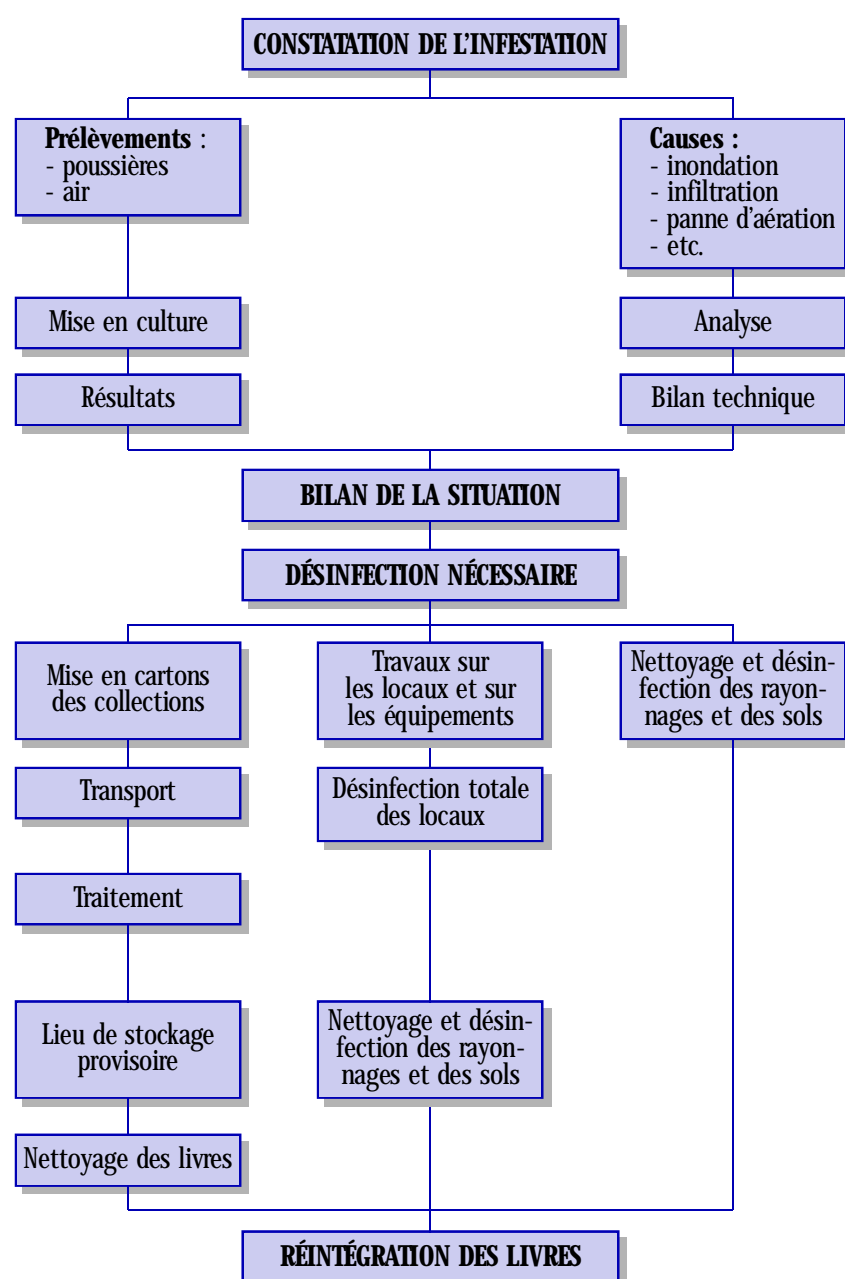 CONSTATATION DE L'INFESTATION
Prélèvements :
- poussières
- air
Causes :
- inondation
- infiltration
- panne d'aération
- etc.
Mise en culture
Analyse
Résultats
Bilan technique
BILAN DE LA SITUATION
DÉSINFECTION NÉCESSAIRE
Mise en cartons
des collections
Travaux sur
les locaux et sur
les équipements
Nettoyage et désin-
fection des rayon-
nages et des sols
Transport
Désinfection totale
des locaux
Traitement
Lieu de stockage
provisoire
Nettoyage et désin-
fection des rayon-
nages et des sols
Nettoyage des livres
RÉINTÉGRATION DES LIVRES